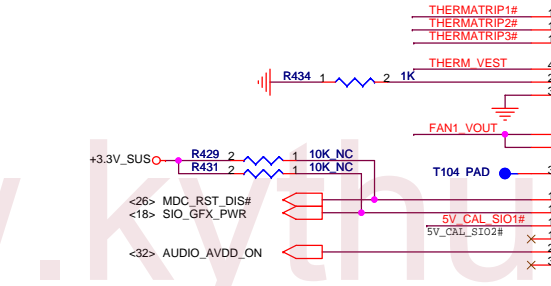 THERMATRIP1#
THERMATRIP2#
THERMATRIP3#
THERM_VEST
R434 1 2 1K
FAN1_VOUT
+3.3V_SUS R429 2 1 10K_NC
R431 2 1 10K_NC
T104 PAD
<26> MDC_RST_DIS#
<18> SIO_GFX_PWR
5V_CAL_SIO1#
5V_CAL_SIO2#
<32> AUDIO_AVDD_ON
.kythu